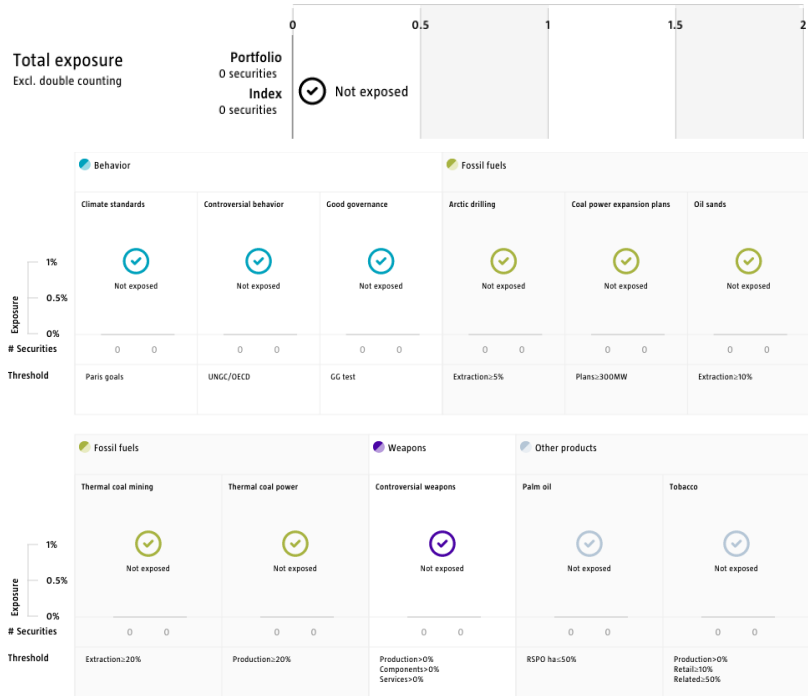 0 0.5 1 1.5 2
Total exposure
Excl. double counting
Portfolio
0 securities
Index
0 securities
Not exposed
Behavior Fossil fuels
Climate standards Controversial behavior Good governance Arctic drilling Coal power expansion plans Oil sands
Exposure
1%
0.5%
0%
Not exposed Not exposed Not exposed Not exposed Not exposed Not exposed
# Securities 0 0 0 0 0 0 0 0 0 0 0 0
Threshold Paris goals UNGC/OECD GG test Extraction≥5% Plans≥300MW Extraction≥10%
Fossil fuels Weapons Other products
Thermal coal mining Thermal coal power Controversial weapons Palm oil Tobacco
Exposure
1%
0.5%
0%
Not exposed Not exposed Not exposed Not exposed Not exposed
# Securities 0 0 0 0 0 0 0 0 0 0
Threshold Extraction≥20% Production≥20% Production>0% RSPO ha≤50% Production>0%
Components>0% Retail≥10%
Services>0% Related≥50%